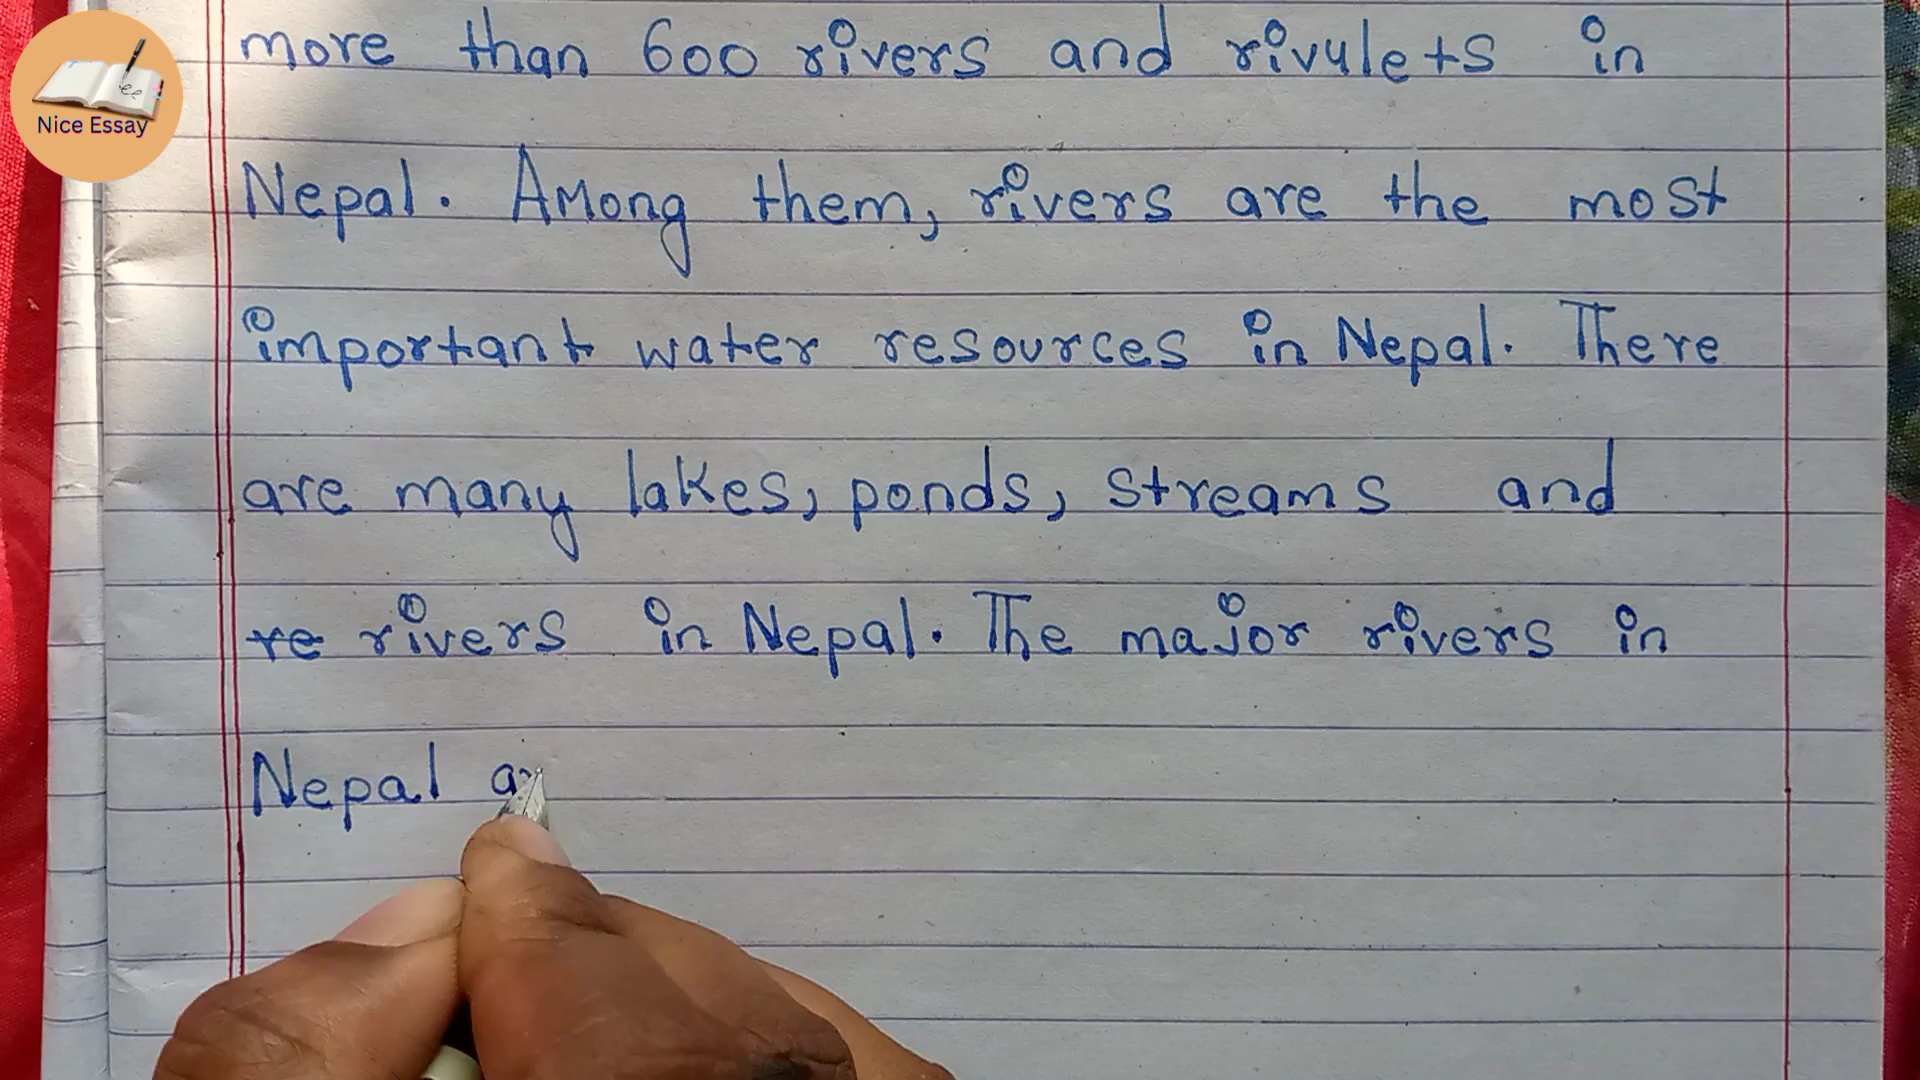 Nice Essay
more than 600 rivers and rivulets in
Nepal. Among them, rivers are the most
important water resources in Nepal. There
are many lakes, ponds, streams and
re rivers in Nepal. The major rivers in
Nepal